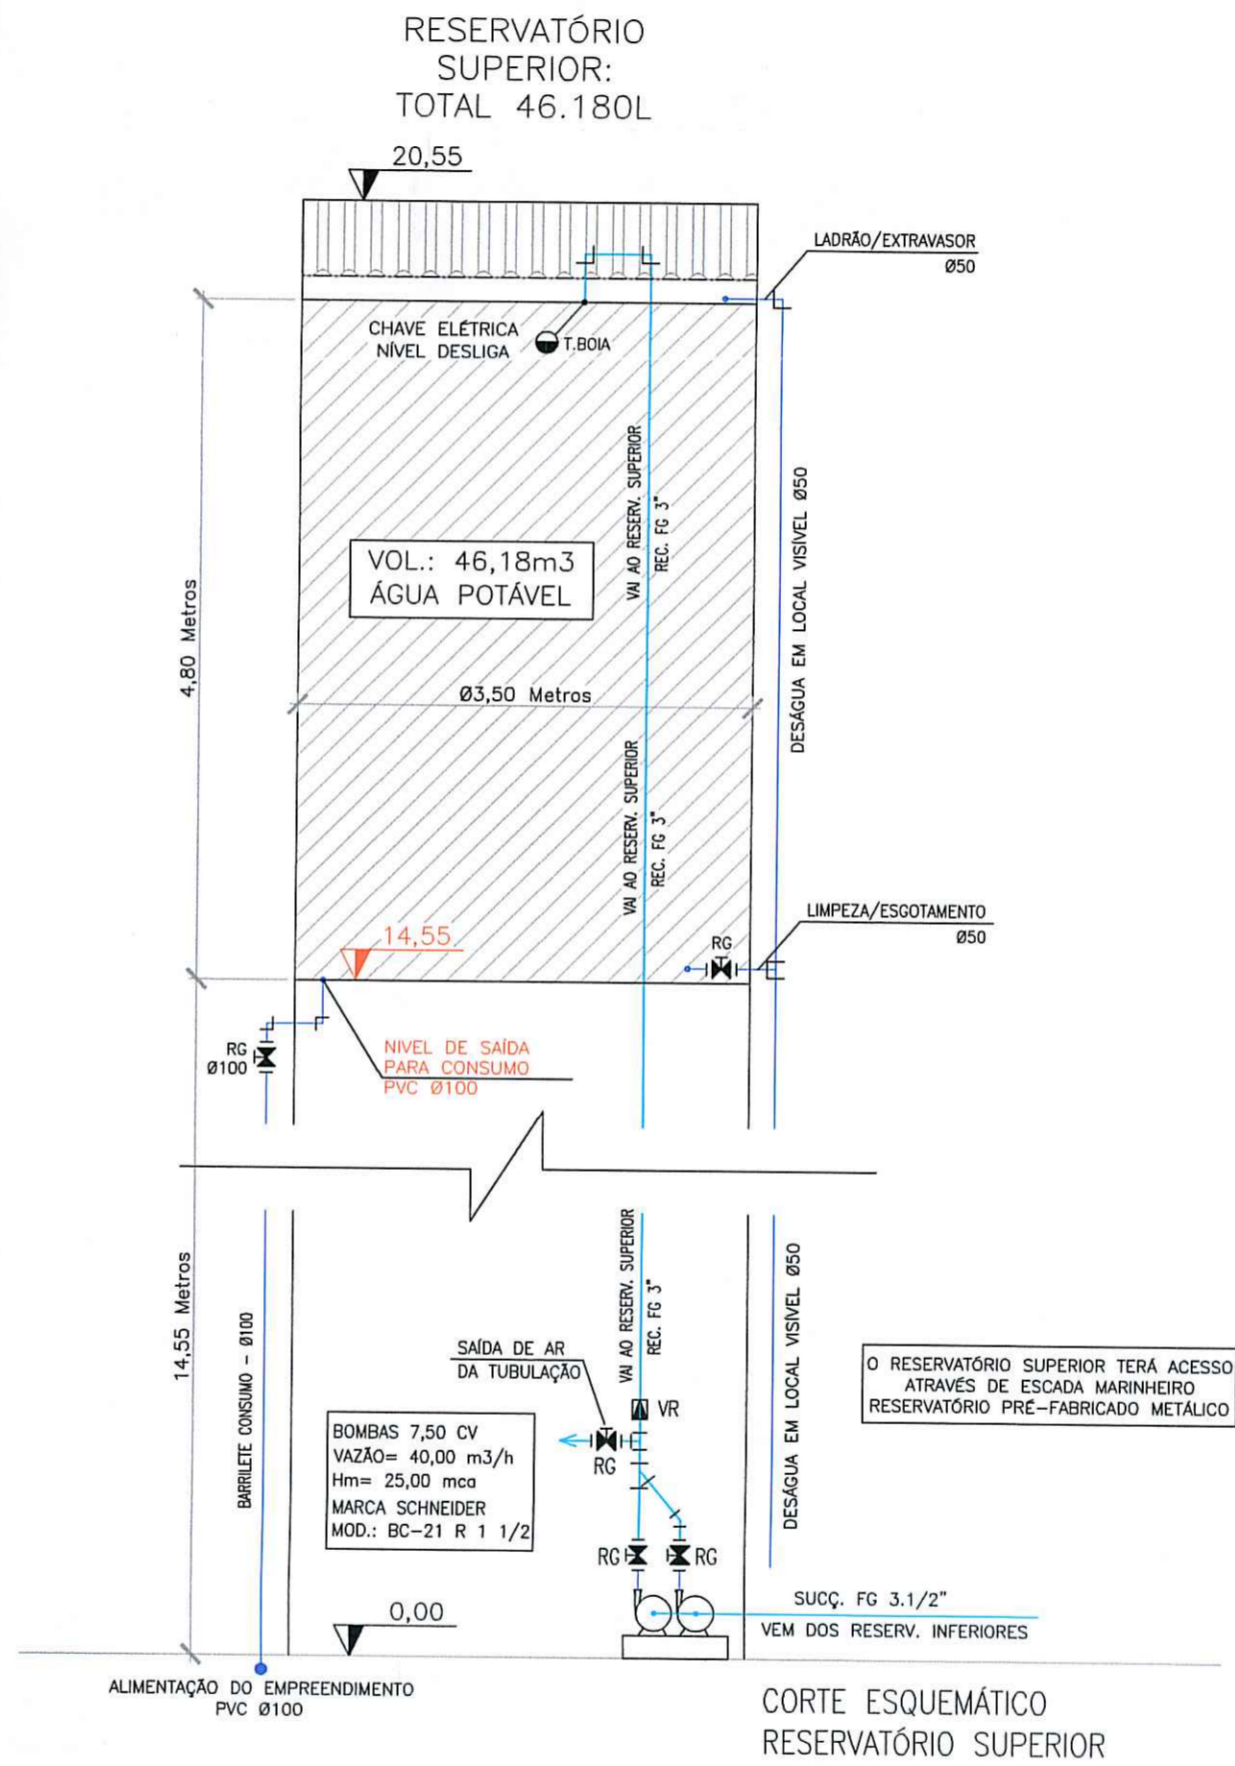 RESERVATÓRIO
SUPERIOR:
TOTAL 46.180L
20,55
LADRÃO/EXTRAVASOR
Ø50
CHAVE ELÉTRICA
NÍVEL DESLIGA
T.BOIA
VAI AO RESERV. SUPERIOR
REC. FG 3"
DESÁGUA EM LOCAL VISÍVEL Ø50
VOL.: 46,18m3
ÁGUA POTÁVEL
4,80 Metros
Ø3,50 Metros
VAI AO RESERV. SUPERIOR
REC. FG 3"
LIMPEZA/ESGOTAMENTO
Ø50
14,55
RG
RG
Ø100
NIVEL DE SAÍDA
PARA CONSUMO
PVC Ø100
14,55 Metros
BARRILETE CONSUMO - Ø100
VAI AO RESERV. SUPERIOR
REC. FG 3"
DESÁGUA EM LOCAL VISÍVEL Ø50
SAÍDA DE AR
DA TUBULAÇÃO
VR
RG
O RESERVATÓRIO SUPERIOR TERÁ ACESSO
ATRAVÉS DE ESCADA MARINHEIRO
RESERVATÓRIO PRÉ-FABRICADO METÁLICO
BOMBAS 7,50 CV
VAZÃO= 40,00 m3/h
Hm= 25,00 mca
MARCA SCHNEIDER
MOD.: BC-21 R 1 1/2
RG
RG
SUCÇ. FG 3.1/2"
VEM DOS RESERV. INFERIORES
0,00
ALIMENTAÇÃO DO EMPREENDIMENTO
PVC Ø100
CORTE ESQUEMÁTICO
RESERVATÓRIO SUPERIOR